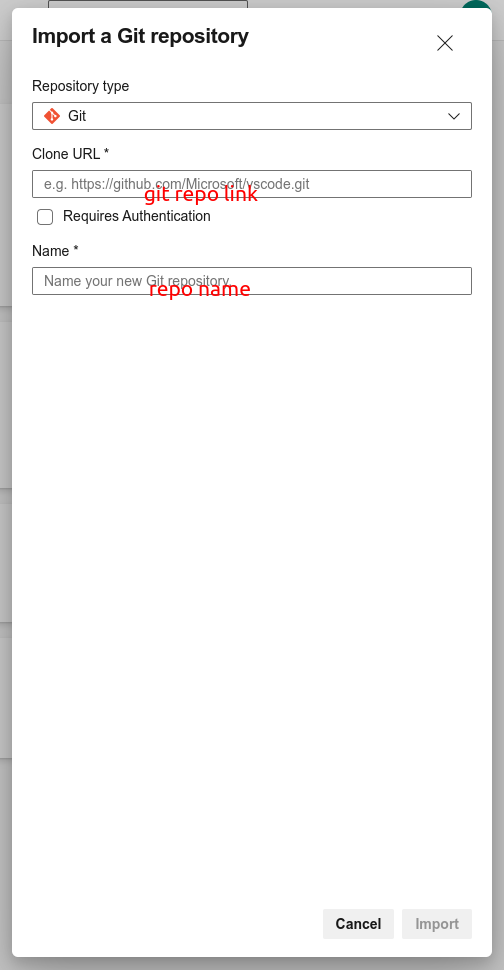 Import a Git repository
Repository type
Git
Clone URL *
e.g. https://github.com/Microsoft/vscode.git
git repo link
Requires Authentication
Name *
Name your new Git repository
repo name
Cancel
Import